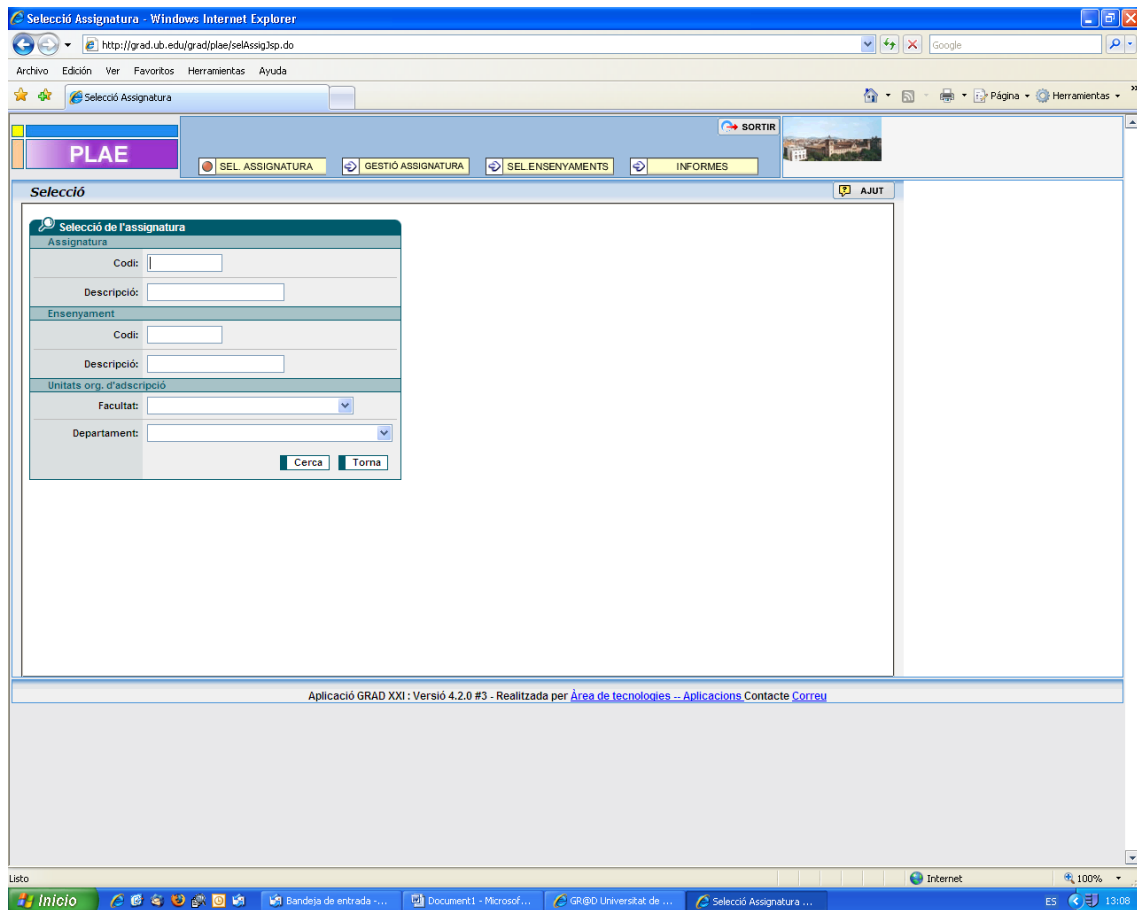 Selecció Assignatura - Windows Internet Explorer
http://grad.ub.edu/grad/plae/selAssigJsp.do
Google
Archivo Edición Ver Favoritos Herramientas Ayuda
Selecció Assignatura
Página Herramientas »
SORTIR
PLAE
SEL. ASSIGNATURA GESTIÓ ASSIGNATURA SEL.ENSENYAMENTS INFORMES
Selecció
AJUT
Selecció de l'assignatura
Assignatura
Codi:
Descripció:
Ensenyament
Codi:
Descripció:
Unitats org. d'adscripció
Facultat:
Departament:
Cerca Torna
Aplicació GRAD XXI : Versió 4.2.0 #3 - Realitzada per Àrea de tecnologies -- Aplicacions Contacte Correu
Listo
Internet
100%
Inicio
Bandeja de entrada -...
Document1 - Microsof...
GR@D Universitat de ...
Selecció Assignatura ...
ES
13:08